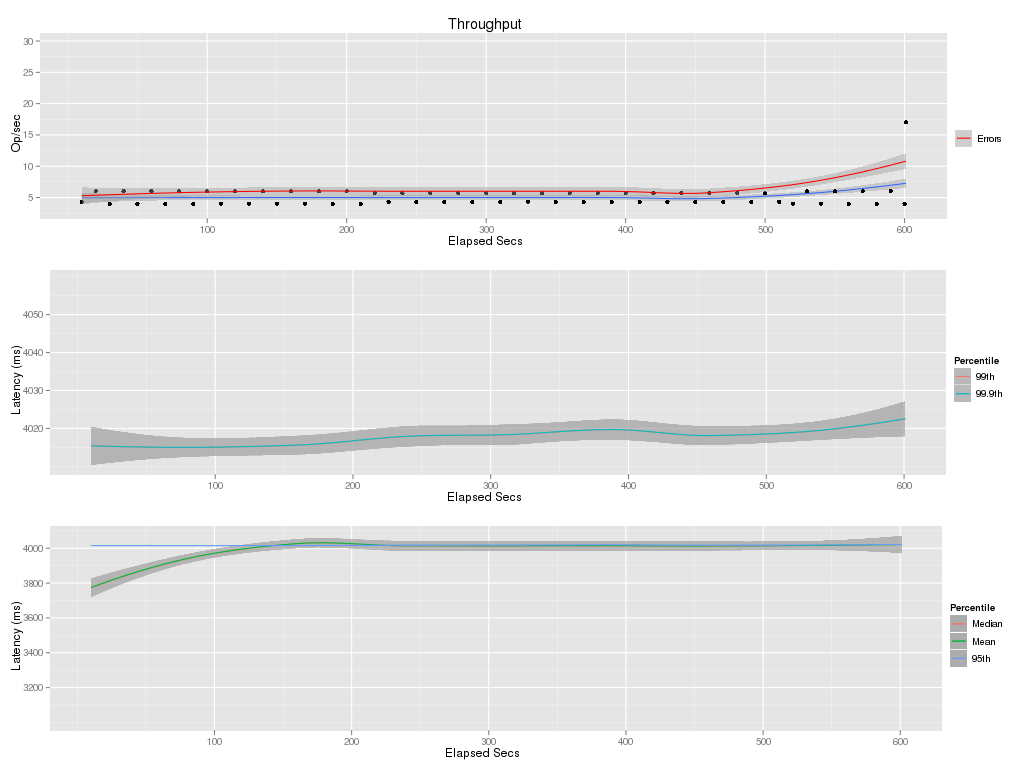 Throughput
30
25
20
15
10
5
Op/sec
100 200 300 400 500 600
Elapsed Secs
Errors
4050
4040
4030
4020
Latency (ms)
100 200 300 400 500 600
Elapsed Secs
Percentile
99th
99.9th
4000
3800
3600
3400
3200
Latency (ms)
100 200 300 400 500 600
Elapsed Secs
Percentile
Median
Mean
95th